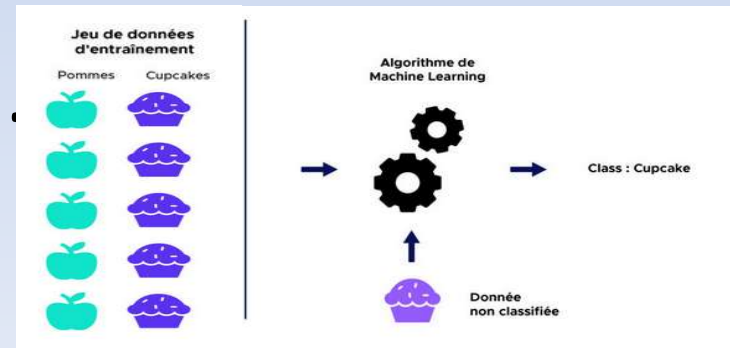 Jeu de données
d'entraînement
Pommes Cupcakes
Algorithme de
Machine Learning
Class : Cupcake
Donnée
non classifiée